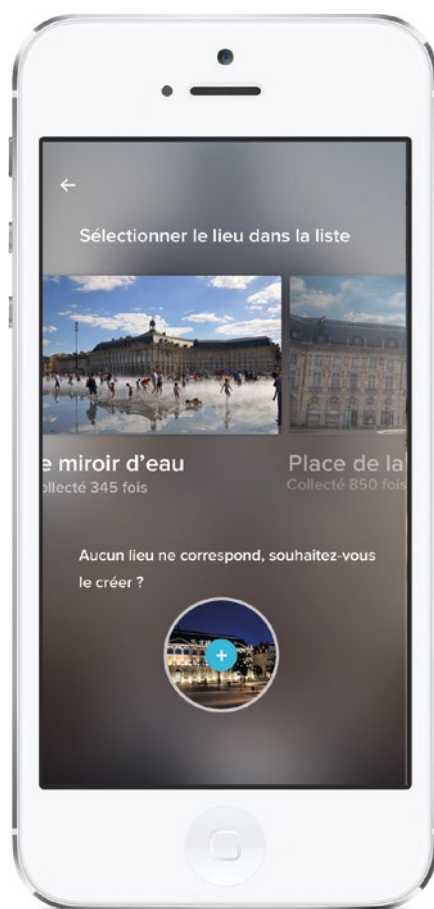 Sélectionner le lieu dans la liste
e miroir d'eau
ollecté 345 fois
Place de la
Collecté 850 fois
Aucun lieu ne correspond, souhaitez-vous
le créer ?